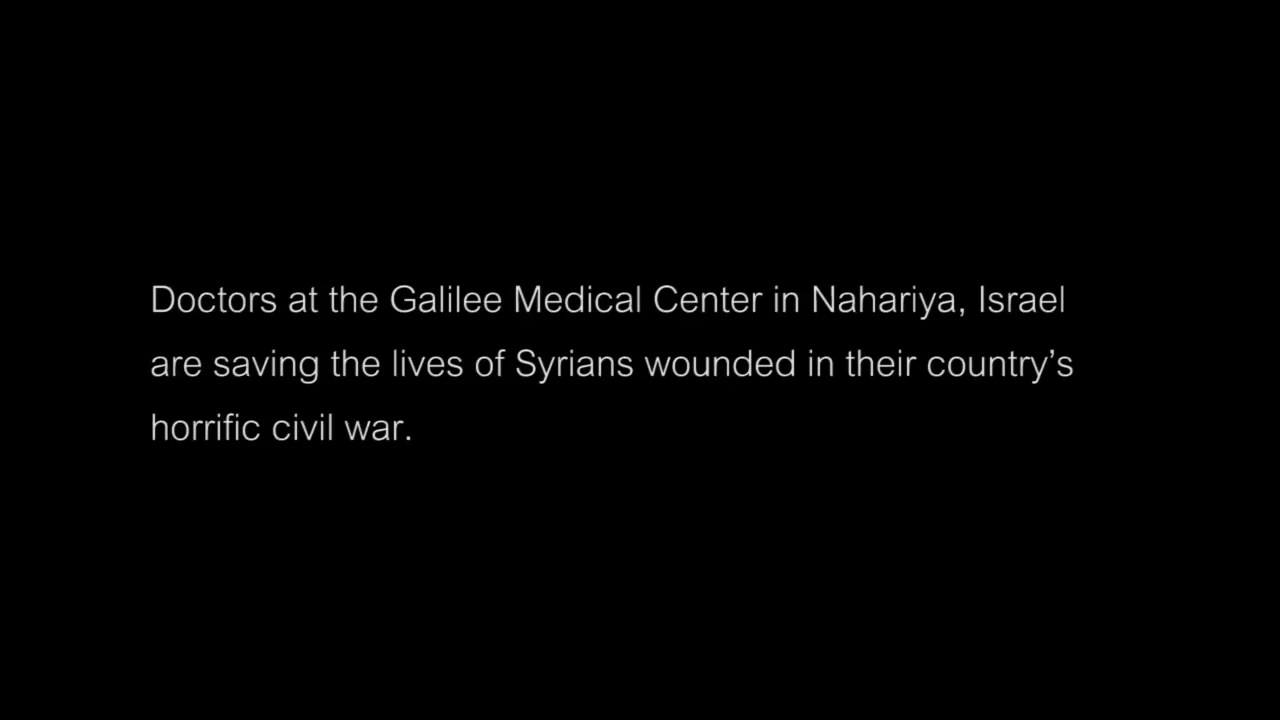 Doctors at the Galilee Medical Center in Nahariya, Israel
are saving the lives of Syrians wounded in their country’s
horrific civil war.